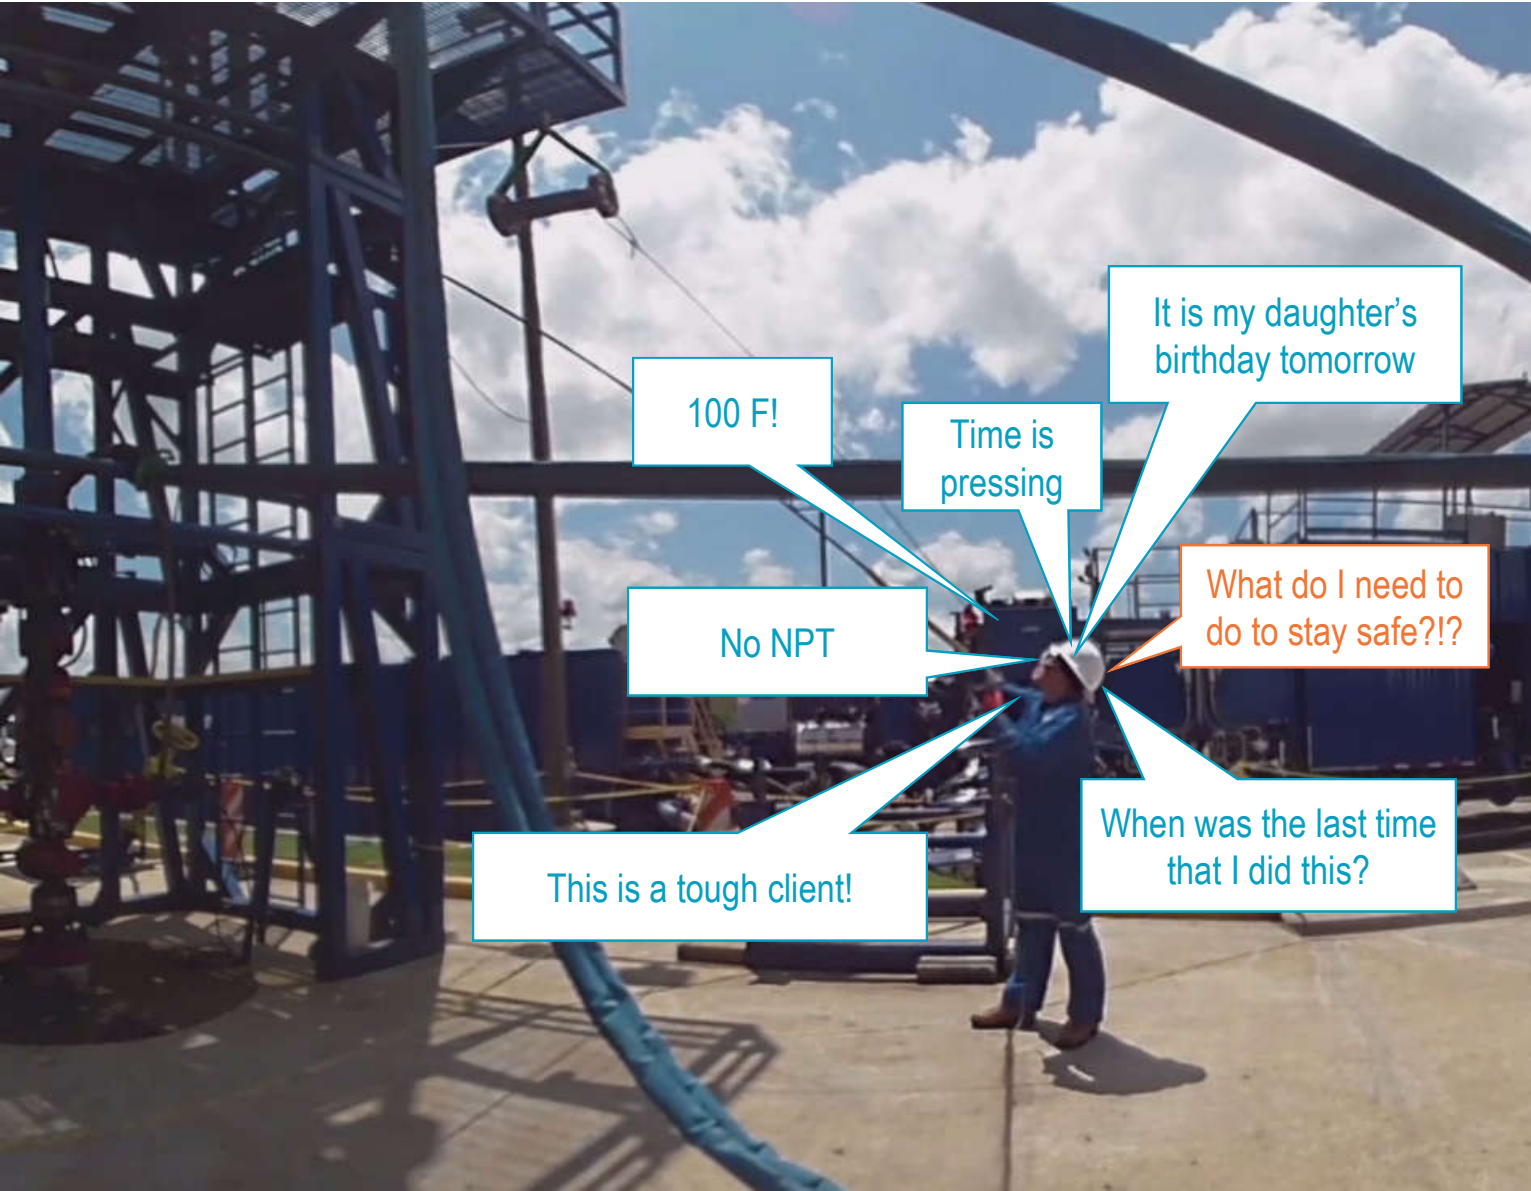 It is my daughter's
birthday tomorrow
100 F!
Time is
pressing
What do I need to
do to stay safe?!?
No NPT
When was the last time
that I did this?
This is a tough client!